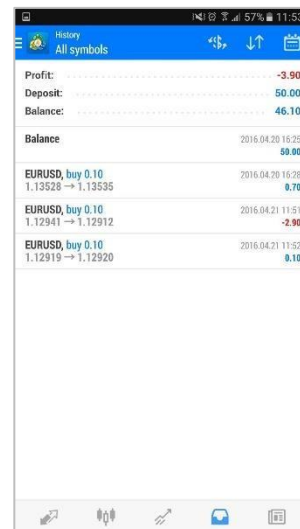 57% 11:53
History
All symbols
Profit: -3.90
Deposit: 50.00
Balance: 46.10
Balance 2016.04.20 16:25
50.00
EURUSD, buy 0.10 2016.04.20 16:28
1.13528 → 1.13535 0.70
EURUSD, buy 0.10 2016.04.21 11:51
1.12941 → 1.12912 -2.90
EURUSD, buy 0.10 2016.04.21 11:52
1.12919 → 1.12920 0.10